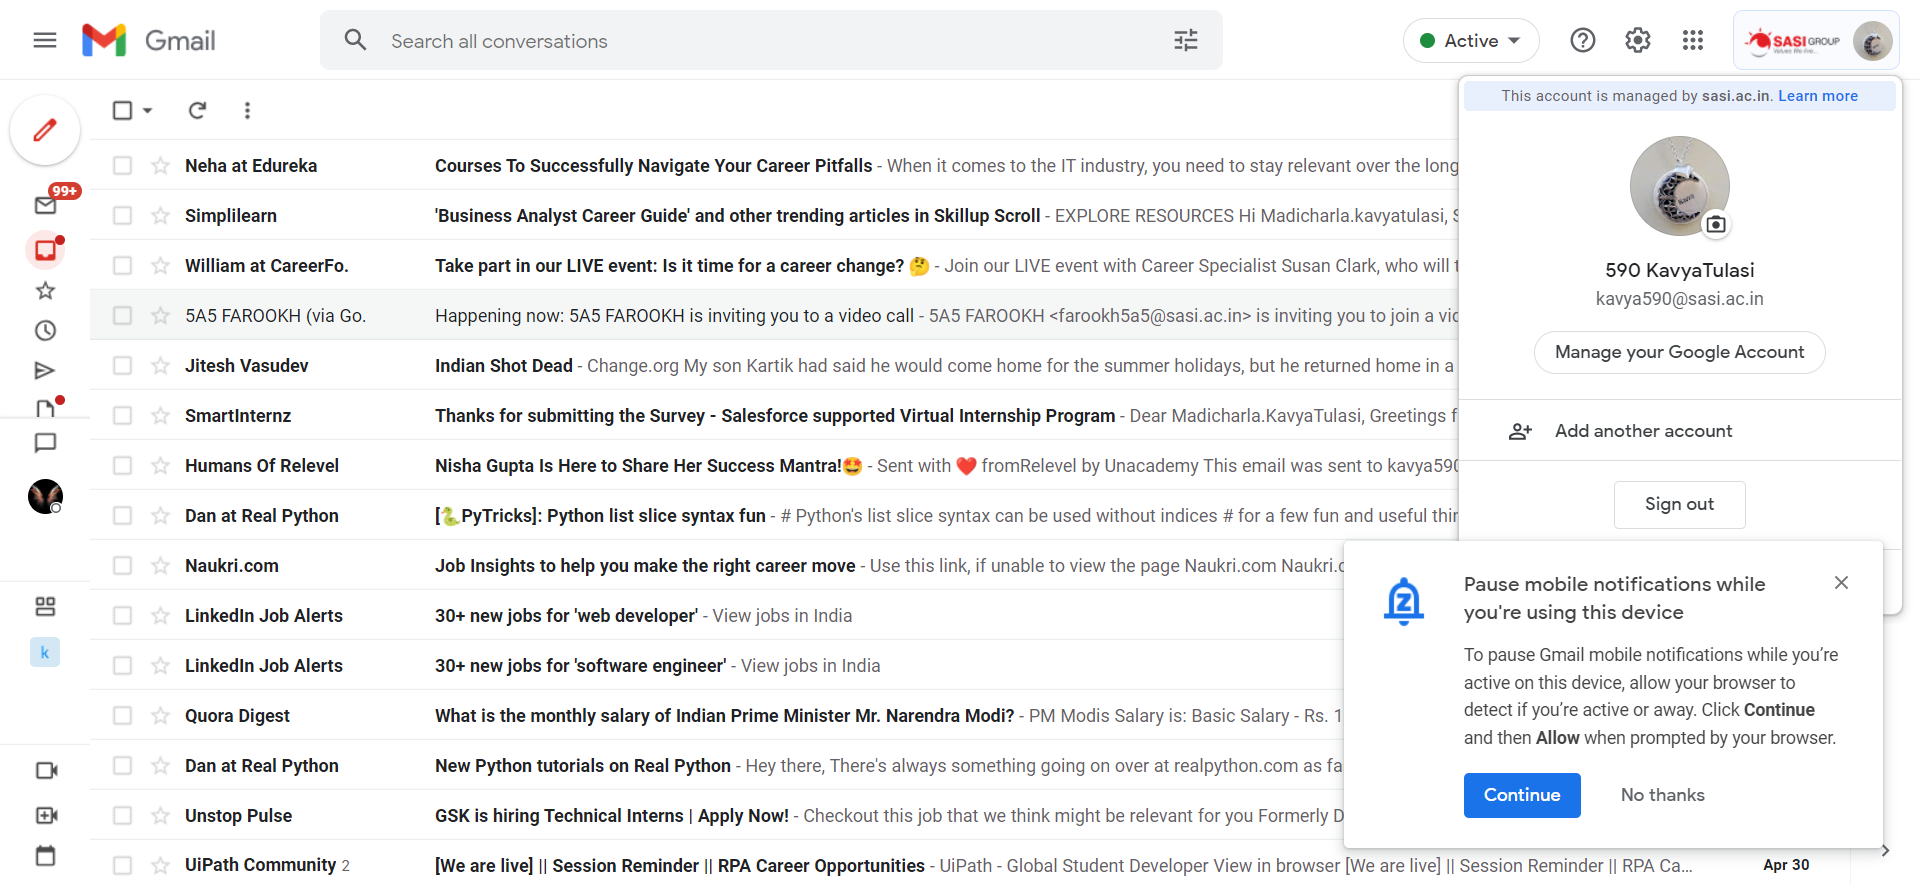 Gmail
Search all conversations
Active
SASI GROUP
This account is managed by sasi.ac.in. Learn more
590 KavyaTulasi
kavya590@sasi.ac.in
Manage your Google Account
Add another account
Sign out
99+
k
Neha at Edureka Courses To Successfully Navigate Your Career Pitfalls - When it comes to the IT industry, you need to stay relevant over the long
Simplilearn 'Business Analyst Career Guide' and other trending articles in Skillup Scroll - EXPLORE RESOURCES Hi Madicharla.kavyatulasi, S
William at CareerFo. Take part in our LIVE event: Is it time for a career change? 🤔 - Join our LIVE event with Career Specialist Susan Clark, who will t
5A5 FAROOKH (via Go. Happening now: 5A5 FAROOKH is inviting you to a video call - 5A5 FAROOKH <farookh5a5@sasi.ac.in> is inviting you to join a vid
Jitesh Vasudev Indian Shot Dead - Change.org My son Kartik had said he would come home for the summer holidays, but he returned home in a
SmartInternz Thanks for submitting the Survey - Salesforce supported Virtual Internship Program - Dear Madicharla.KavyaTulasi, Greetings f
Humans Of Relevel Nisha Gupta Is Here to Share Her Success Mantra!🤩 - Sent with ❤️ fromRelevel by Unacademy This email was sent to kavya590
Dan at Real Python [🐍PyTricks]: Python list slice syntax fun - # Python's list slice syntax can be used without indices # for a few fun and useful thin
Naukri.com Job Insights to help you make the right career move - Use this link, if unable to view the page Naukri.com Naukri.c
LinkedIn Job Alerts 30+ new jobs for 'web developer' - View jobs in India
LinkedIn Job Alerts 30+ new jobs for 'software engineer' - View jobs in India
Quora Digest What is the monthly salary of Indian Prime Minister Mr. Narendra Modi? - PM Modis Salary is: Basic Salary - Rs. 1
Dan at Real Python New Python tutorials on Real Python - Hey there, There's always something going on over at realpython.com as fa
Unstop Pulse GSK is hiring Technical Interns | Apply Now! - Checkout this job that we think might be relevant for you Formerly D
UiPath Community 2 [We are live] || Session Reminder || RPA Career Opportunities - UiPath - Global Student Developer View in browser [We are live] || Session Reminder || RPA Ca... Apr 30
Pause mobile notifications while
you're using this device
To pause Gmail mobile notifications while you're
active on this device, allow your browser to
detect if you're active or away. Click Continue
and then Allow when prompted by your browser.
Continue No thanks